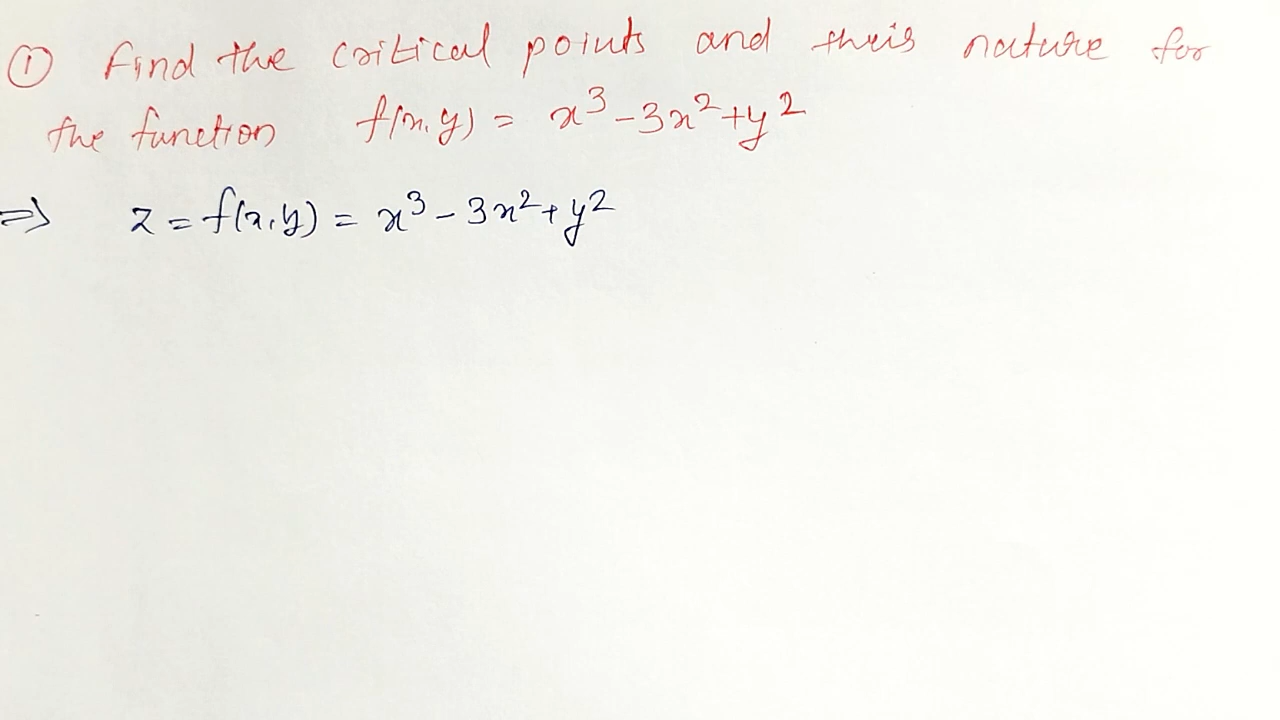 ① Find the critical points and their nature for
the function f(x,y) = x³ - 3x² + y²
⇒ z = f(x,y) = x³ - 3x² + y²